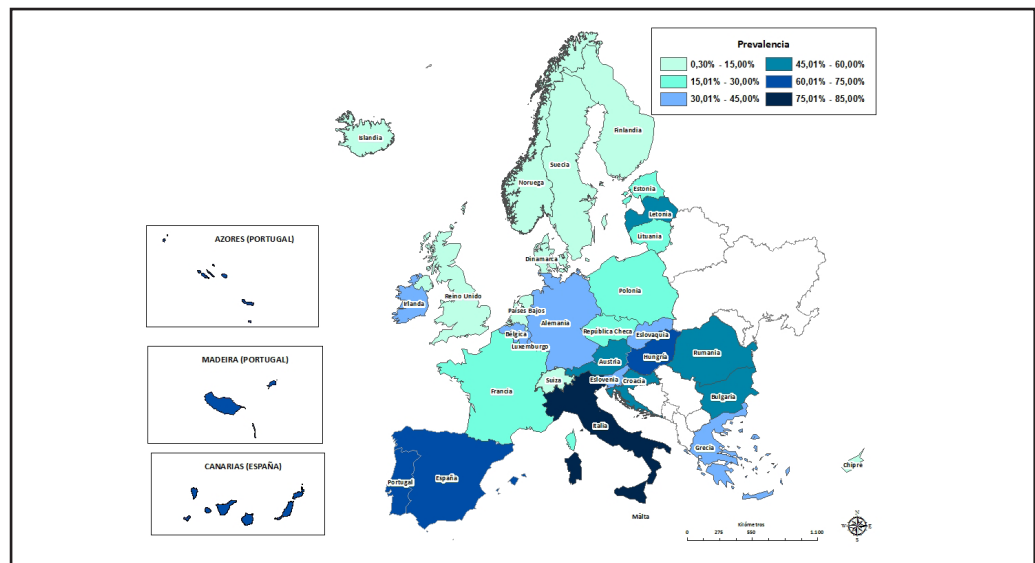 Prevalencia
0,30% - 15,00% 45,01% - 60,00%
15,01% - 30,00% 60,01% - 75,00%
30,01% - 45,00% 75,01% - 85,00%
Islandia
Finlandia
Suecia
Noruega
Estonia
Letonia
Lituania
Dinamarca
AZORES (PORTUGAL)
Reino Unido
Irlanda
Países Bajos
Polonia
Alemania
Bélgica
República Checa
Eslovaquia
Luxemburgo
Hungría
Rumania
MADEIRA (PORTUGAL)
Austria
Suiza
Eslovenia
Croacia
Francia
Bulgaria
Italia
Grecia
CANARIAS (ESPAÑA)
Chipre
Portugal
España
Malta
Kilómetros
0 275 550 1.100
N
W E
S